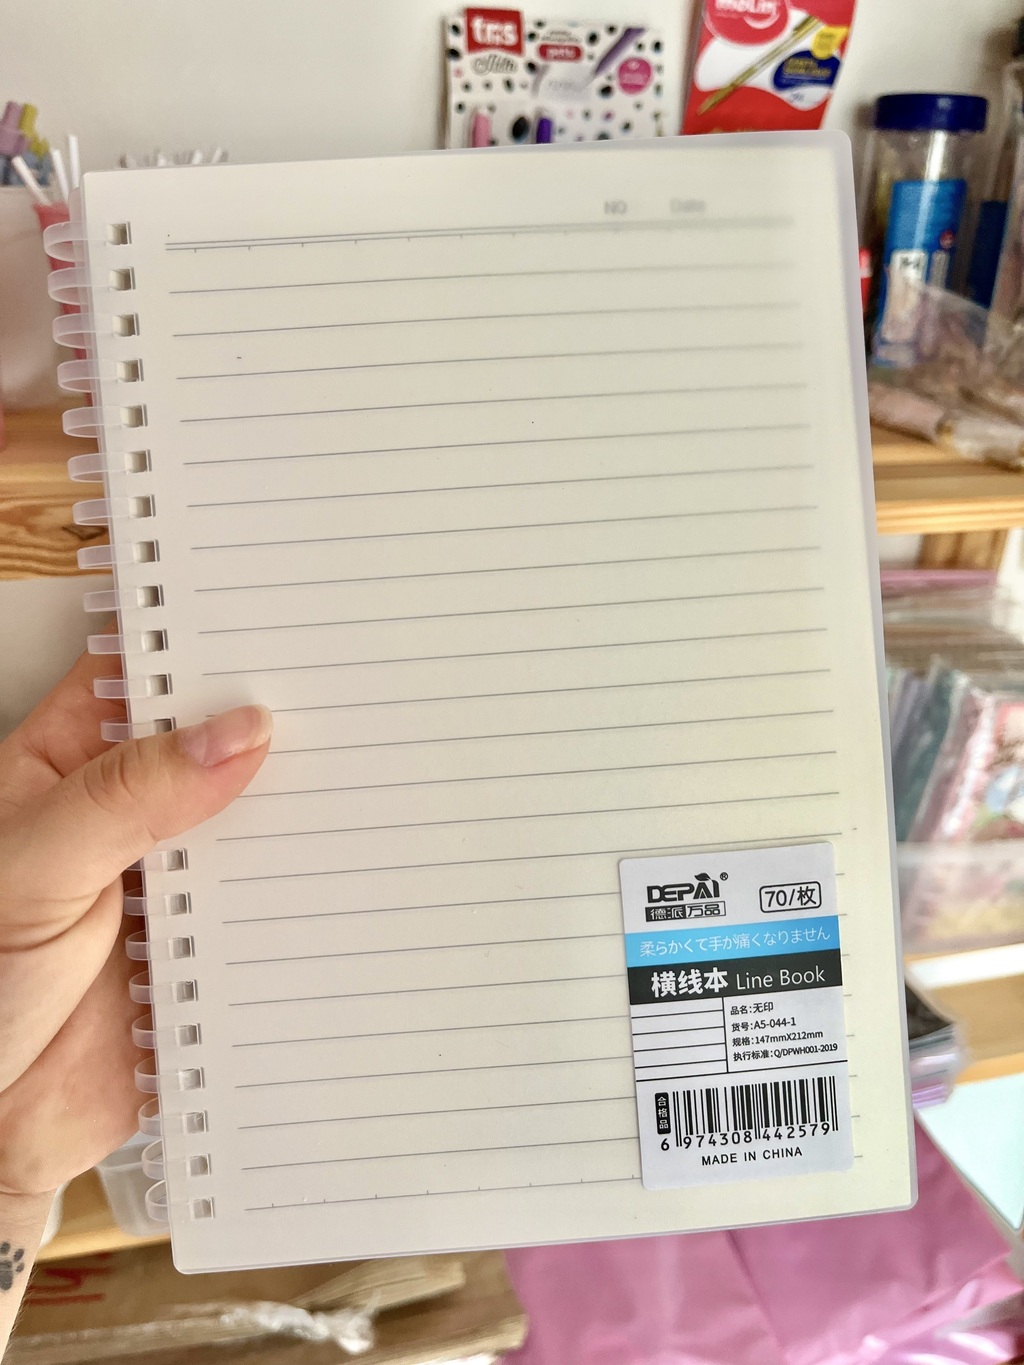 tris
molin
NO
Date
DEPAI®
德派万品
70/枚
柔らかくて手が痛くなりません
横线本 Line Book
品名:无印
货号:A5-044-1
规格:147mmX212mm
执行标准:Q/DPWH001-2019
合格品
6 974308 442579
MADE IN CHINA